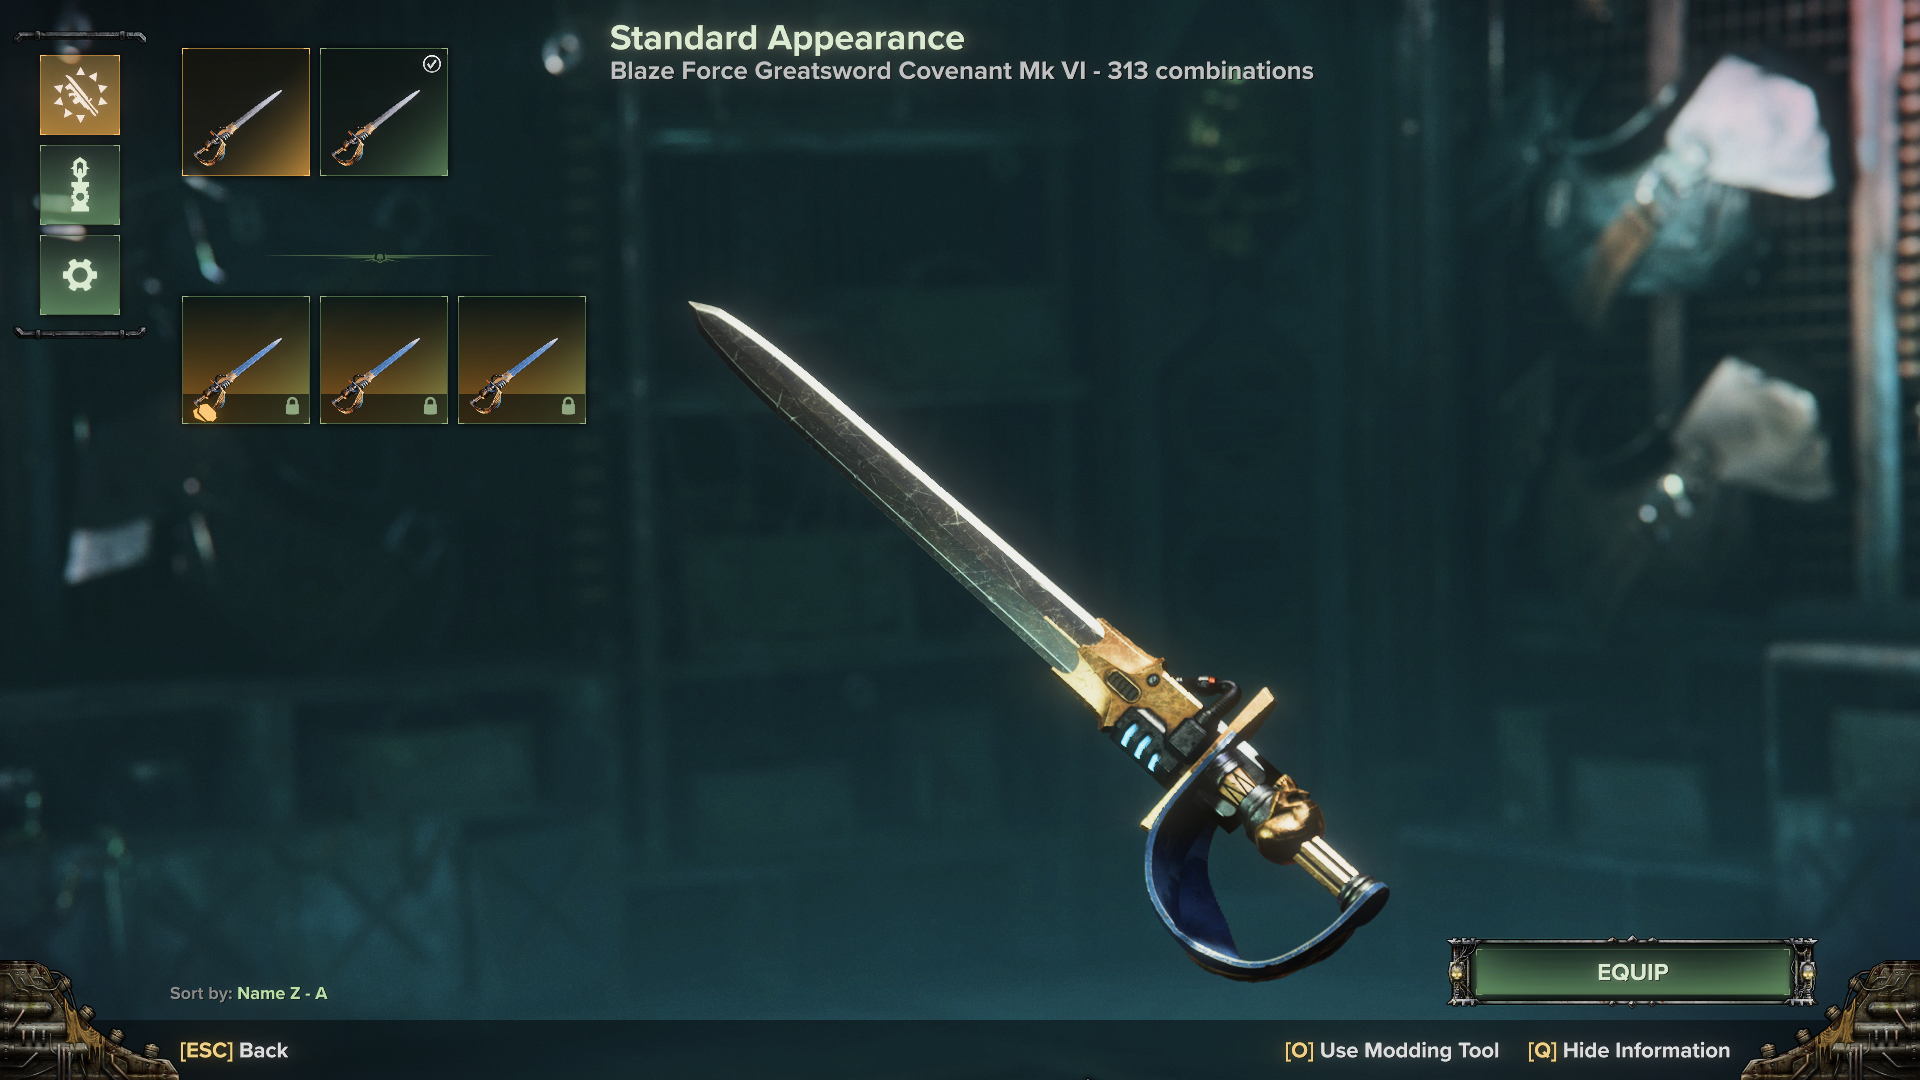 Standard Appearance
Blaze Force Greatsword Covenant Mk VI - 313 combinations
EQUIP
Sort by: Name Z - A
[ESC] Back
[O] Use Modding Tool
[Q] Hide Information